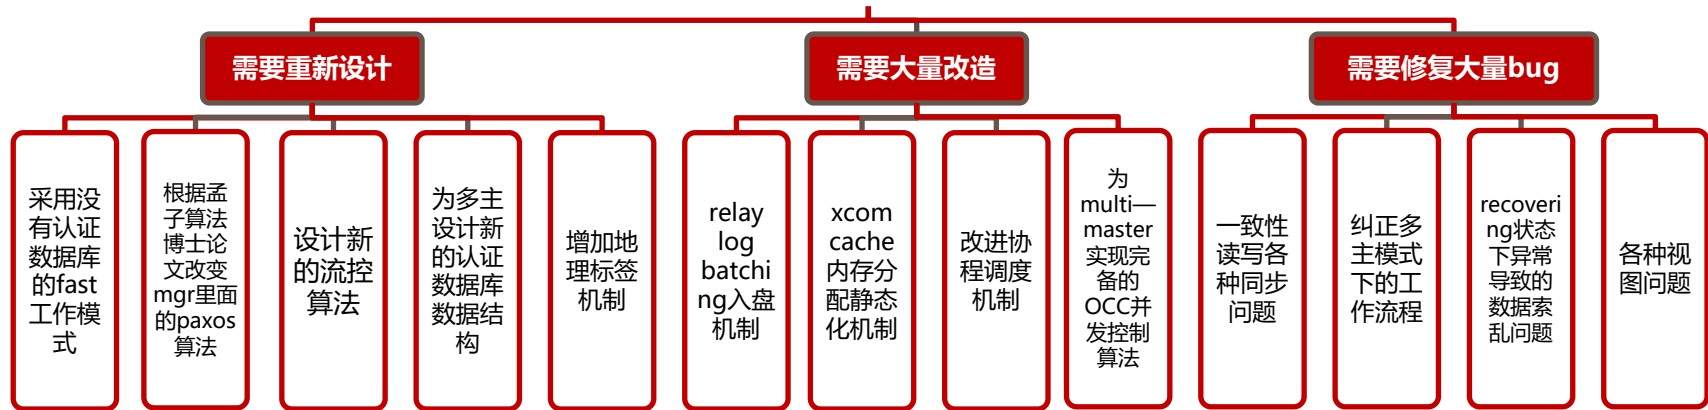 需要重新设计
需要大量改造
需要修复大量bug
采用没
有认证
数据库
的fast
工作模
式
根据孟
子算法
博士论
文改变
mgr里面
的paxos
算法
设计新
的流控
算法
为多主
设计新
的认证
数据库
数据结
构
增加地
理标签
机制
relay
log
batchi
ng入盘
机制
xcom
cache
内存分
配静态
化机制
改进协
程调度
机制
为
multi—
master
实现完
备的
OCC并
发控制
算法
一致性
读写各
种同步
问题
纠正多
主模式
下的工
作流程
recoveri
ng状态
下异常
导致的
数据紊
乱问题
各种视
图问题